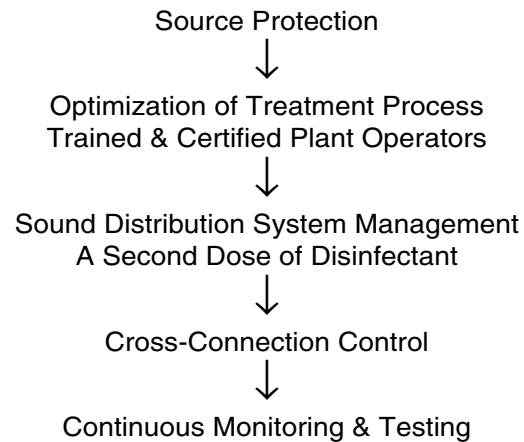 Source Protection
Optimization of Treatment Process
Trained & Certified Plant Operators
Sound Distribution System Management
A Second Dose of Disinfectant
Cross-Connection Control
Continuous Monitoring & Testing